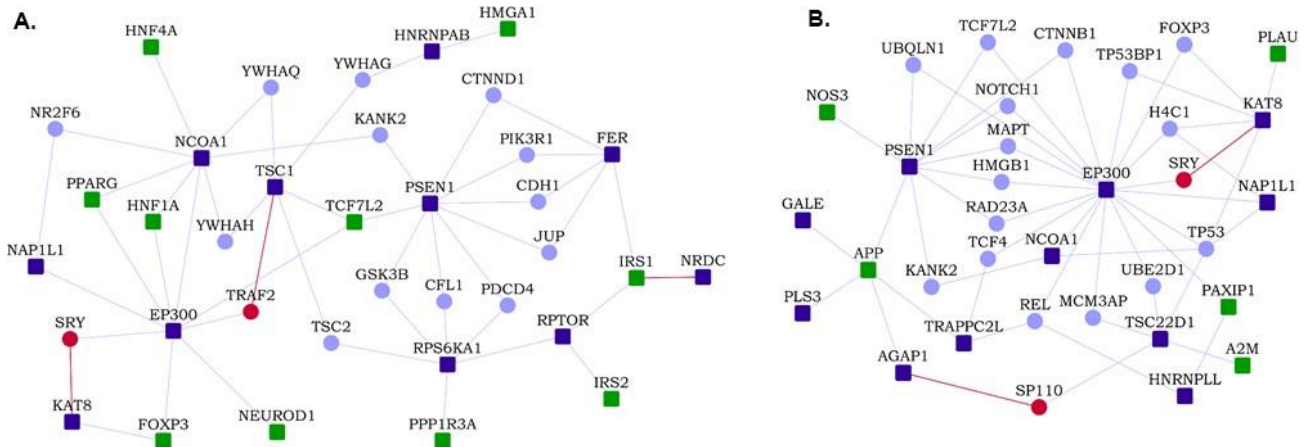 A.
HNF4A
HNRNPAB
HMGA1
YWHAQ
YWHAG
CTNND1
NR2F6
KANK2
NCOA1
PIK3R1
FER
TSC1
PPARG
HNF1A
PSEN1
CDH1
TCF7L2
YWHAH
NAP1L1
JUP
GSK3B
CFL1
IRS1
NRDC
TRAF2
PDCD4
SRY
EP300
TSC2
RPS6KA1
RPTOR
KAT8
FOXP3
NEUROD1
PPP1R3A
IRS2
B.
TCF7L2
CTNNB1
FOXP3
UBQLN1
TP53BP1
PLAU
NOS3
NOTCH1
KAT8
H4C1
MAPT
PSEN1
HMGB1
EP300
SRY
NAP1L1
GALE
RAD23A
TP53
APP
TCF4
NCOA1
KANK2
UBE2D1
PLS3
REL
MCM3AP
PAXIP1
TRAPPC2L
TSC22D1
AGAP1
A2M
HNRNPLL
SP110